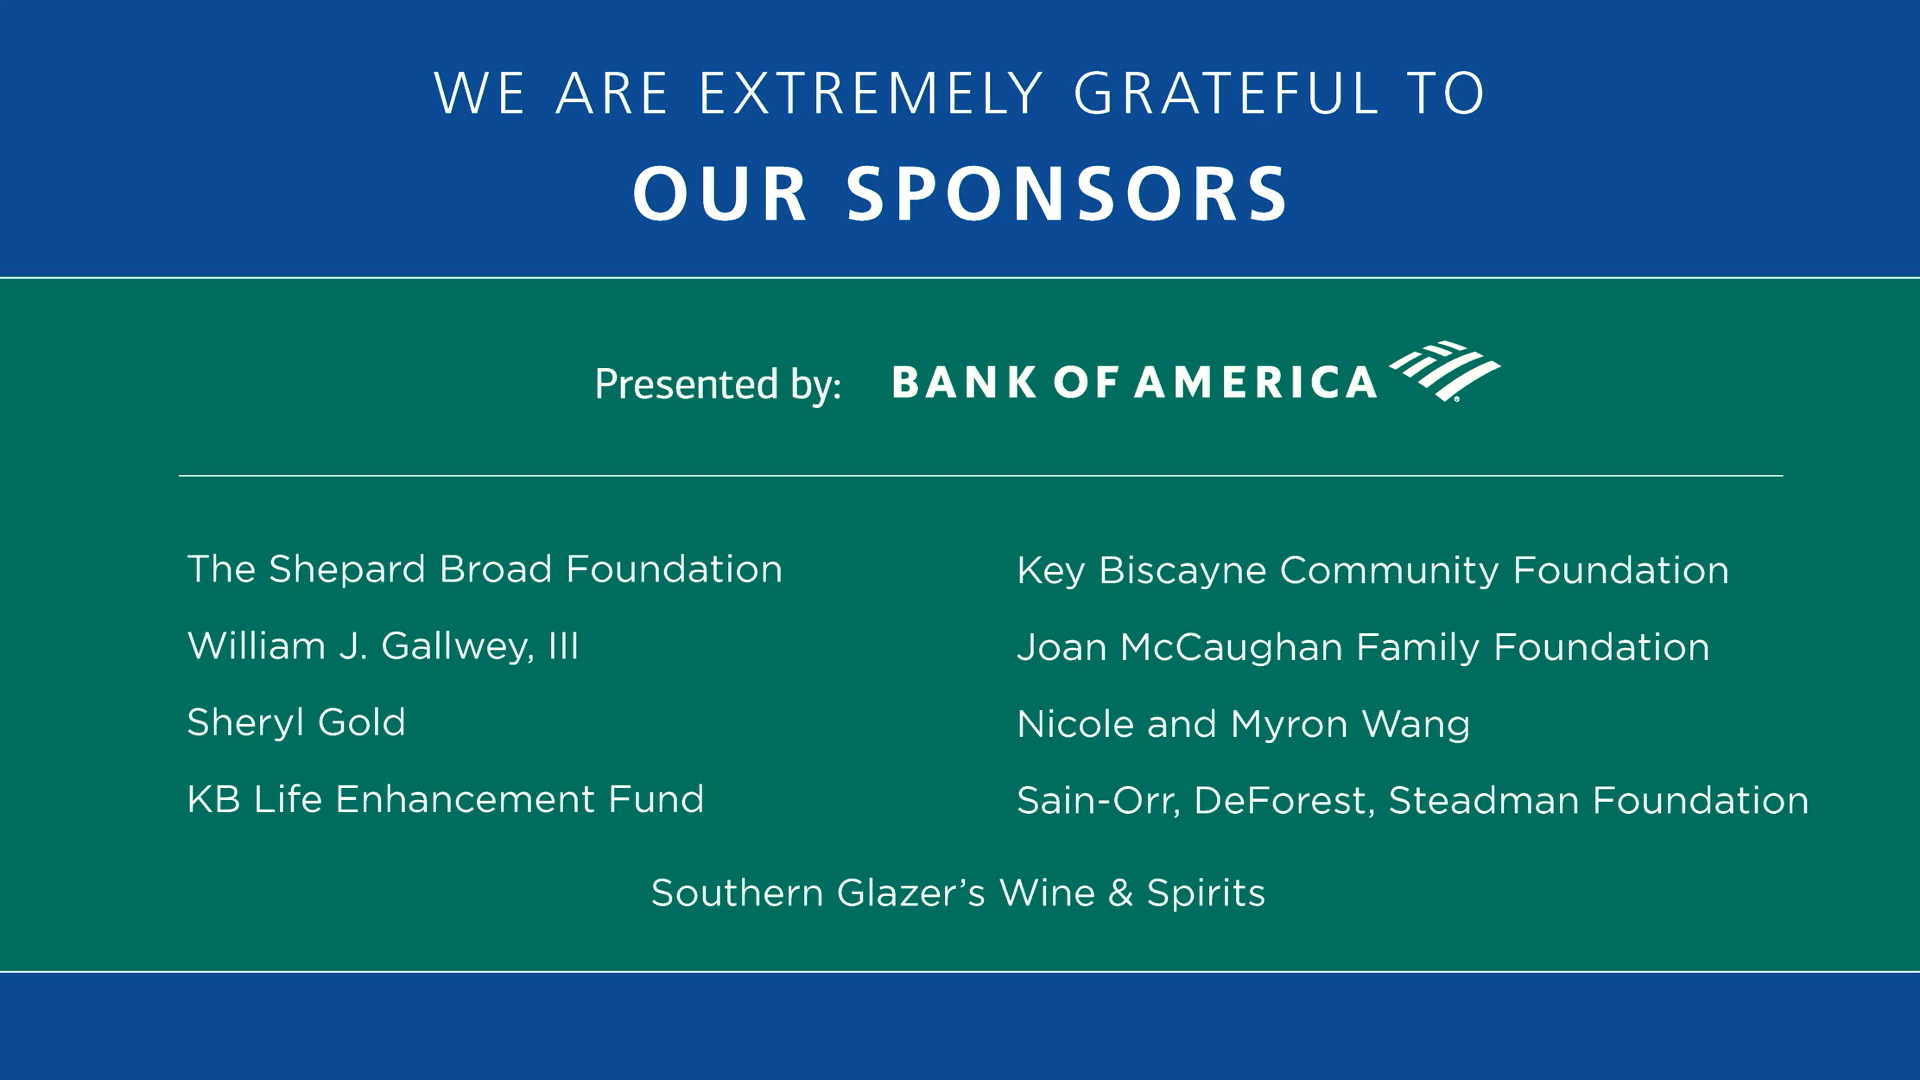 WE ARE EXTREMELY GRATEFUL TO
OUR SPONSORS
Presented by: BANK OF AMERICA
The Shepard Broad Foundation
William J. Gallwey, III
Sheryl Gold
KB Life Enhancement Fund
Key Biscayne Community Foundation
Joan McCaughan Family Foundation
Nicole and Myron Wang
Sain-Orr, DeForest, Steadman Foundation
Southern Glazer’s Wine & Spirits